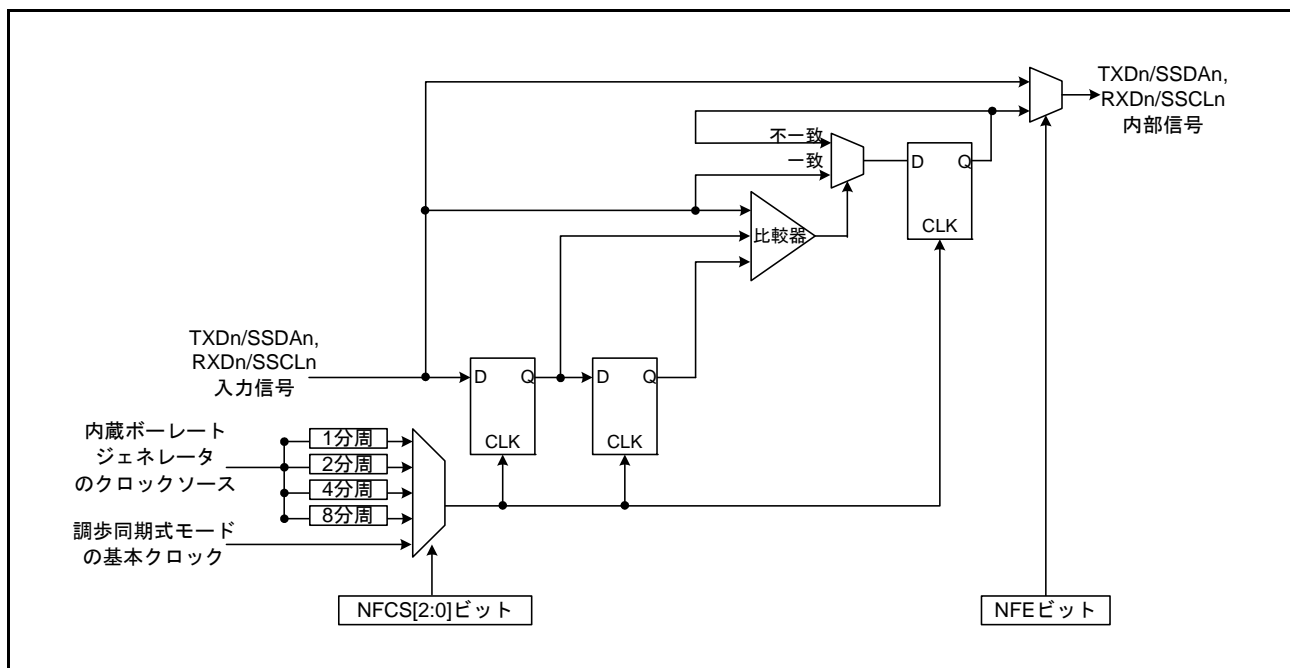 TXDn/SSDAn,
RXDn/SSCLn
内部信号
不一致
一致
D
Q
CLK
比較器
TXDn/SSDAn,
RXDn/SSCLn
入力信号
D
Q
CLK
D
Q
CLK
内蔵ボーレート
ジェネレータ
のクロックソース
1分周
2分周
4分周
8分周
調歩同期式モード
の基本クロック
NFCS[2:0]ビット
NFEビット